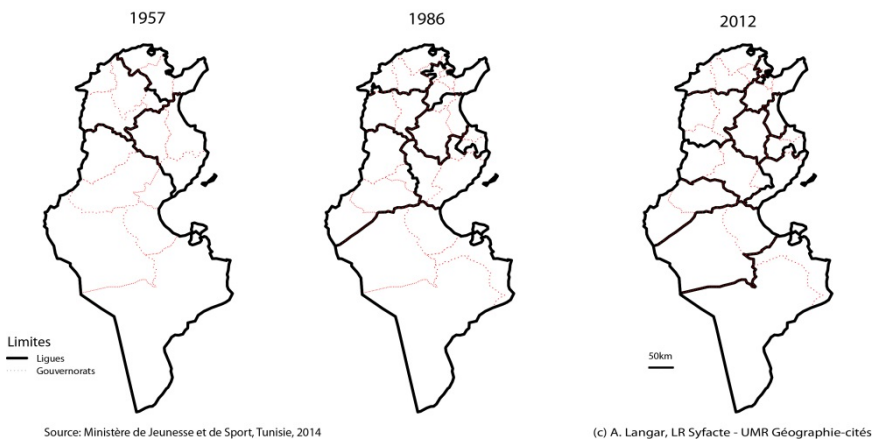 1957
1986
2012
Limites
Ligues
Gouvernorats
50km
Source: Ministère de Jeunesse et de Sport, Tunisie, 2014
(c) A. Langar, LR Syfacte - UMR Géographie-cités